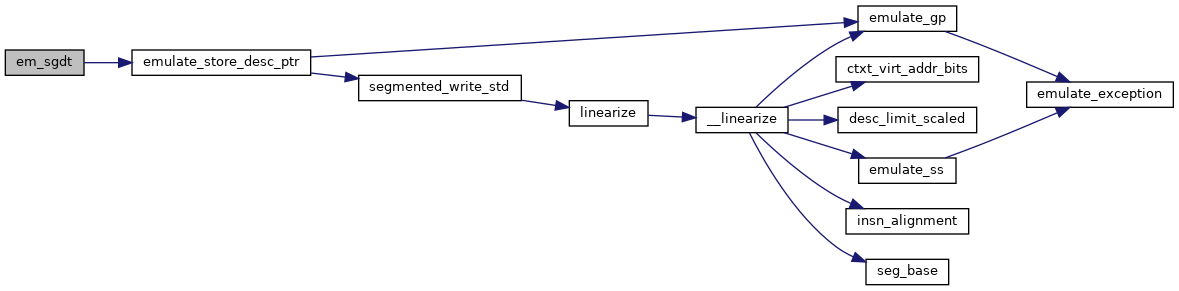 em_sgdt
emulate_store_desc_ptr
segmented_write_std
linearize
__linearize
emulate_gp
ctxt_virt_addr_bits
desc_limit_scaled
emulate_ss
insn_alignment
seg_base
emulate_exception